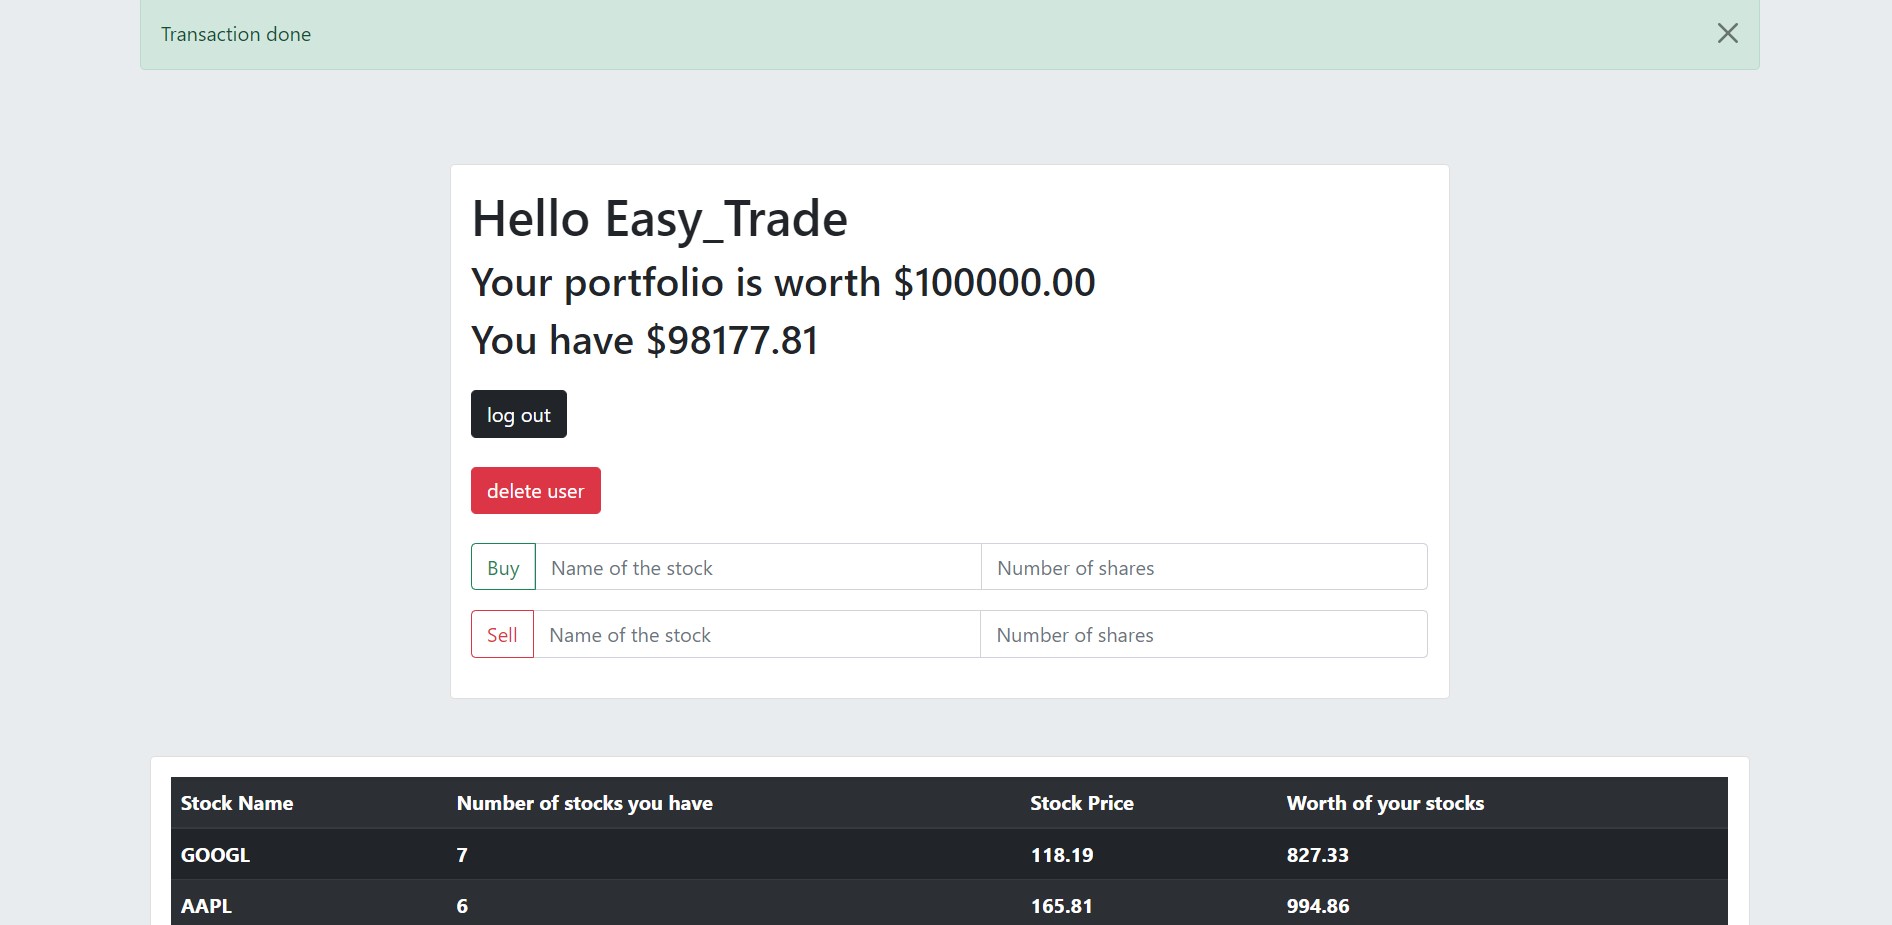 Transaction done
Hello Easy_Trade
Your portfolio is worth $100000.00
You have $98177.81
log out
delete user
Buy Name of the stock Number of shares
Sell Name of the stock Number of shares
Stock Name Number of stocks you have Stock Price Worth of your stocks
GOOGL 7 118.19 827.33
AAPL 6 165.81 994.86